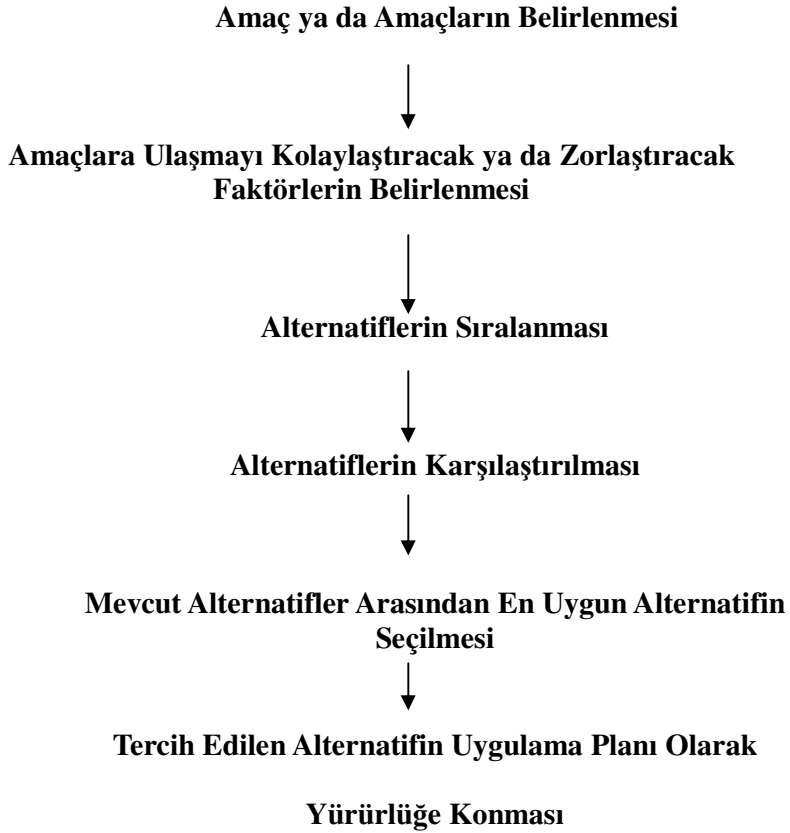 Amaç ya da Amaçların Belirlenmesi
Amaçlara Ulaşmayı Kolaylaştıracak ya da Zorlaştıracak
Faktörlerin Belirlenmesi
Alternatiflerin Sıralanması
Alternatiflerin Karşılaştırılması
Mevcut Alternatifler Arasından En Uygun Alternatifin
Seçilmesi
Tercih Edilen Alternatifin Uygulama Planı Olarak
Yürürlüğe Konması